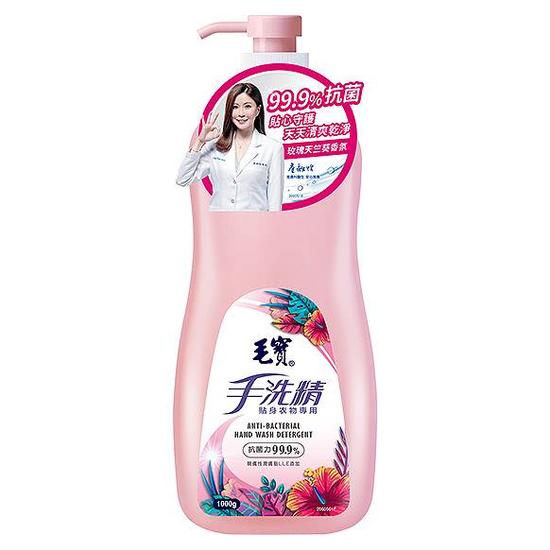 99.9%抗菌
貼心守護
天天清爽乾淨
玫瑰天竺葵香氛
毛寶®
手洗精
貼身衣物專用
ANTI-BACTERIAL
HAND WASH DETERGENT
抗菌力99.9%
1000g